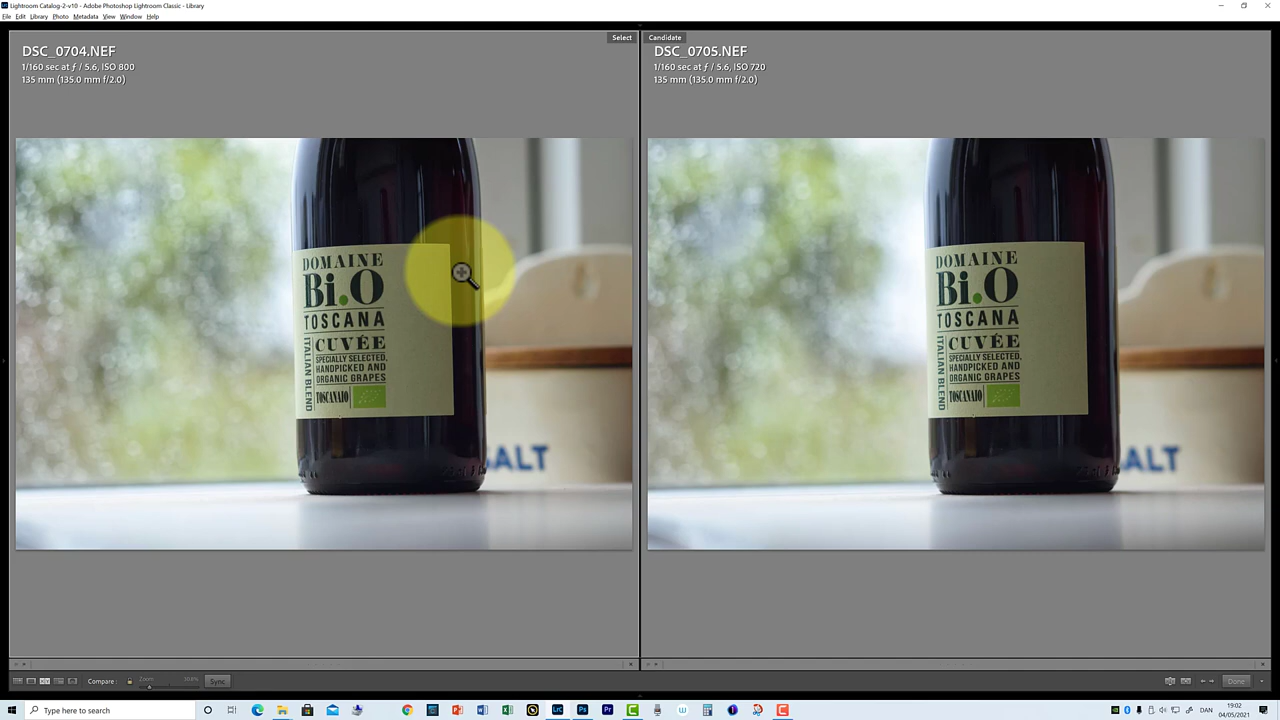 Lightroom Catalog-2-v10 - Adobe Photoshop Lightroom Classic - Library
File Edit Library Photo Metadata View Window Help
Select
DSC_0704.NEF
1/160 sec at ƒ / 5.6, ISO 800
135 mm (135.0 mm f/2.0)
DOMAINE
Bi.O
TOSCANA
ITALIAN BLEND
CUVÉE
SPECIALLY SELECTED,
HANDPICKED AND
ORGANIC GRAPES
TOSCANAIO
ALT
Candidate
DSC_0705.NEF
1/160 sec at ƒ / 5.6, ISO 720
135 mm (135.0 mm f/2.0)
DOMAINE
Bi.O
TOSCANA
ITALIAN BLEND
CUVÉE
SPECIALLY SELECTED,
HANDPICKED AND
ORGANIC GRAPES
TOSCANAIO
ALT
Compare : Zoom Sync Done
Type here to search
DAN
19:02
04/05/2021